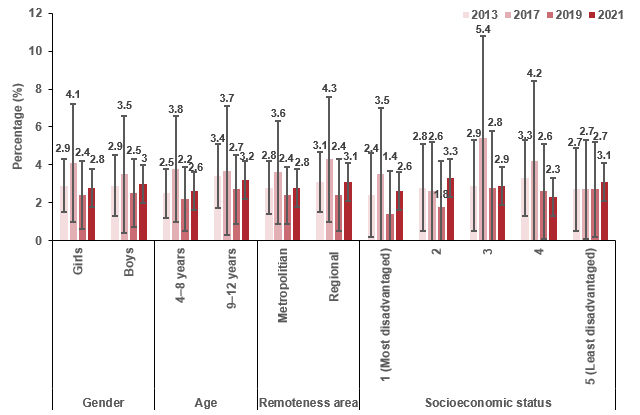 2013 2017 2019 2021
12
10
8
6
4
2
0
Percentage (%)
2.9 4.1 2.4 2.8
2.9 3.5 2.5 3
2.5 3.8 2.2 2.6
3.4 3.7 2.7 3.2
2.8 3.6 2.4 2.8
3.1 4.3 2.4 3.1
2.4 3.5 1.4 2.6
2.8 2.6 1.8 3.3
2.9 5.4 2.8 2.9
3.3 4.2 2.6 2.3
2.7 2.7 2.7 3.1
Girls
Boys
4–8 years
9–12 years
Metropolitian
Regional
1 (Most disadvantaged)
2
3
4
5 (Least disadvantaged)
Gender Age Remoteness area Socioeconomic status